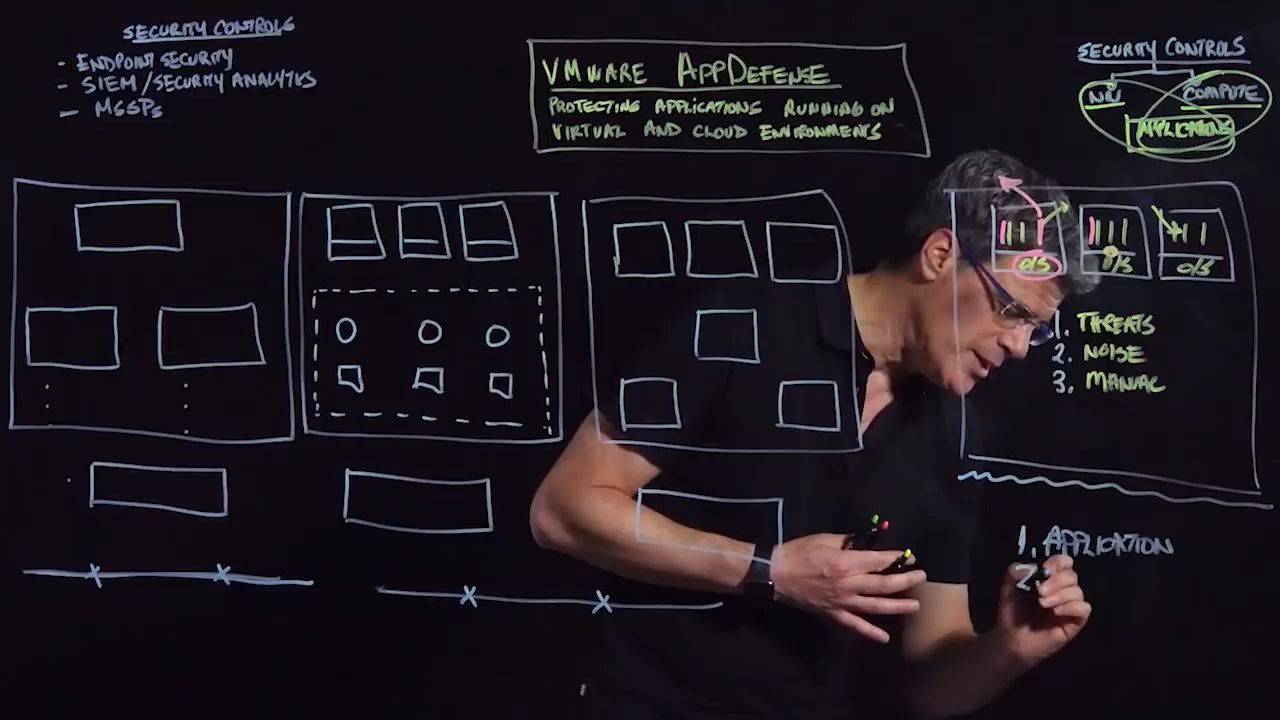 SECURITY CONTROLS
- ENDPOINT SECURITY
- SIEM/SECURITY ANALYTICS
- MSSPs
VMWARE APPDEFENSE
PROTECTING APPLICATIONS RUNNING ON
VIRTUAL AND CLOUD ENVIRONMENTS
SECURITY CONTROLS
COMPUTE
APPLICATIONS
O/S
O/S
O/S
1. THREATS
2. NOISE
3. MANUAL
1. APPLICATION
2.